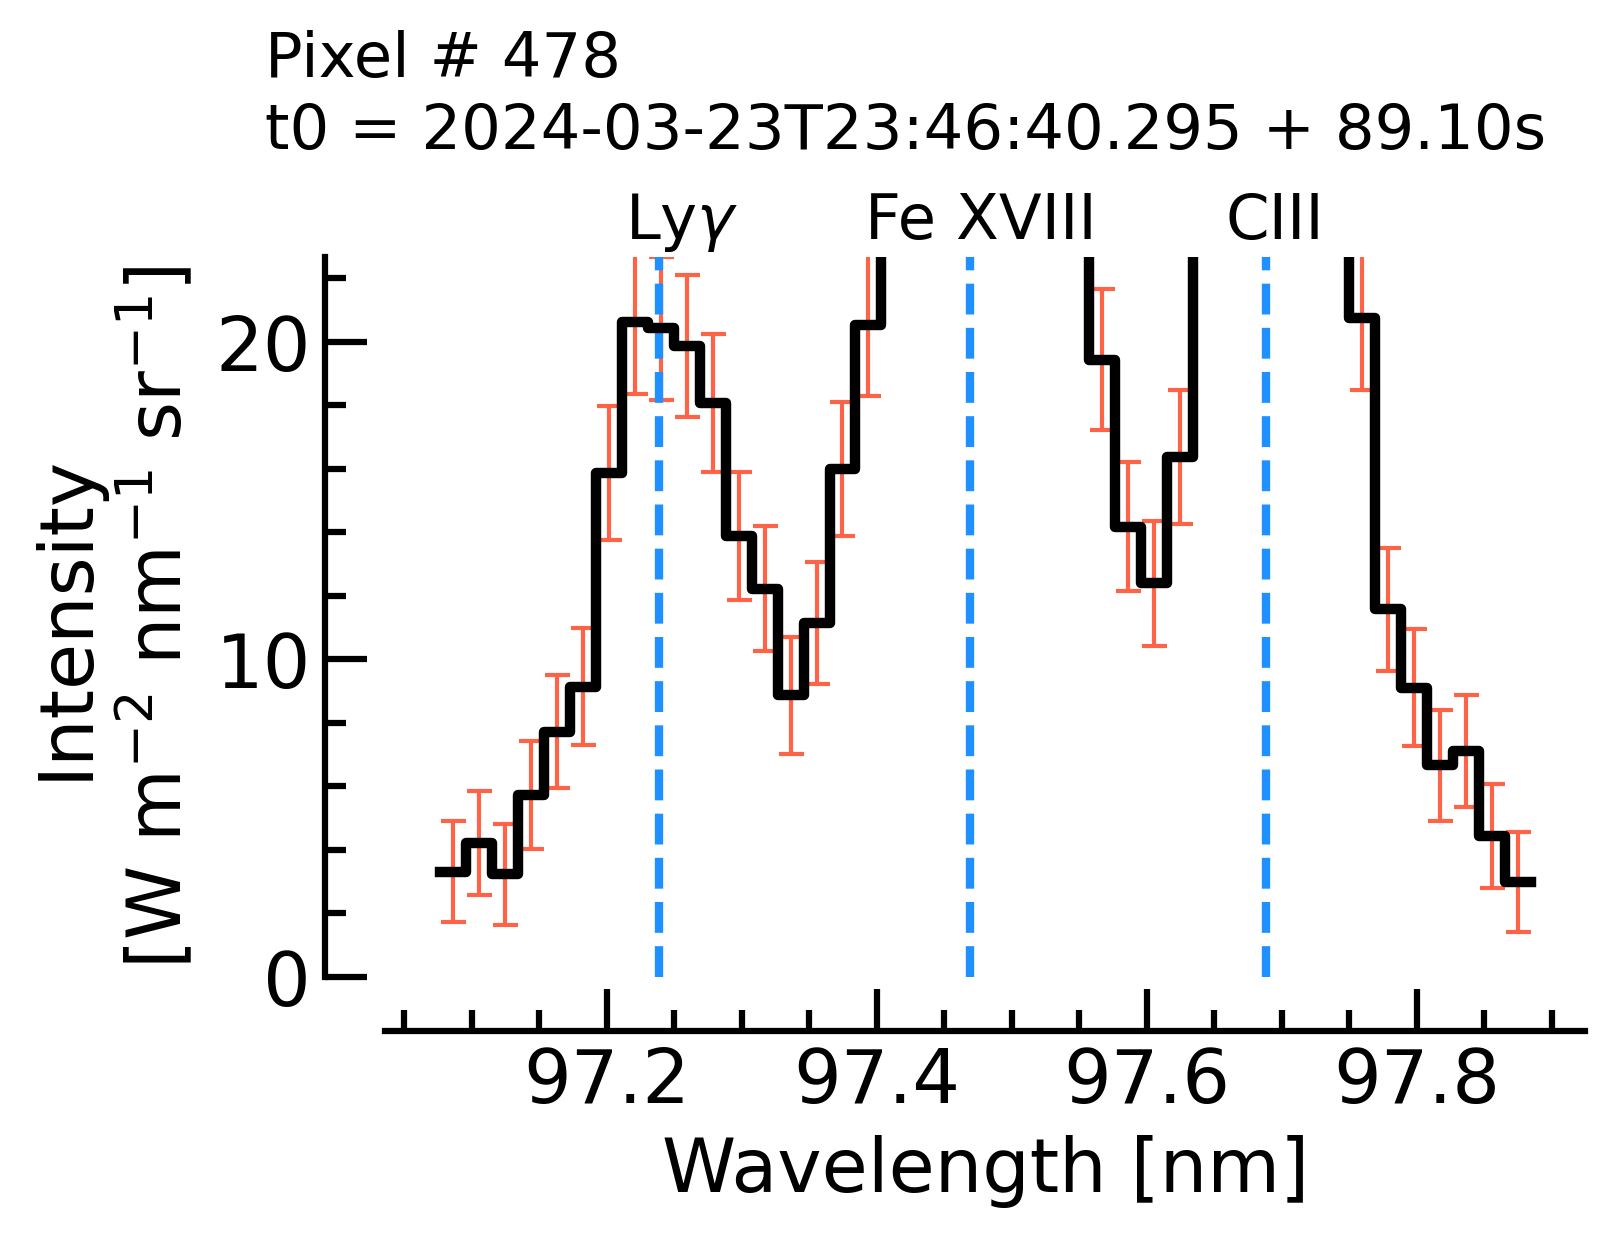 Pixel # 478
t0 = 2024-03-23T23:46:40.295 + 89.10s
Lyγ Fe XVIII CIII
Intensity
[W m⁻² nm⁻¹ sr⁻¹]
20
10
0
97.2 97.4 97.6 97.8
Wavelength [nm]